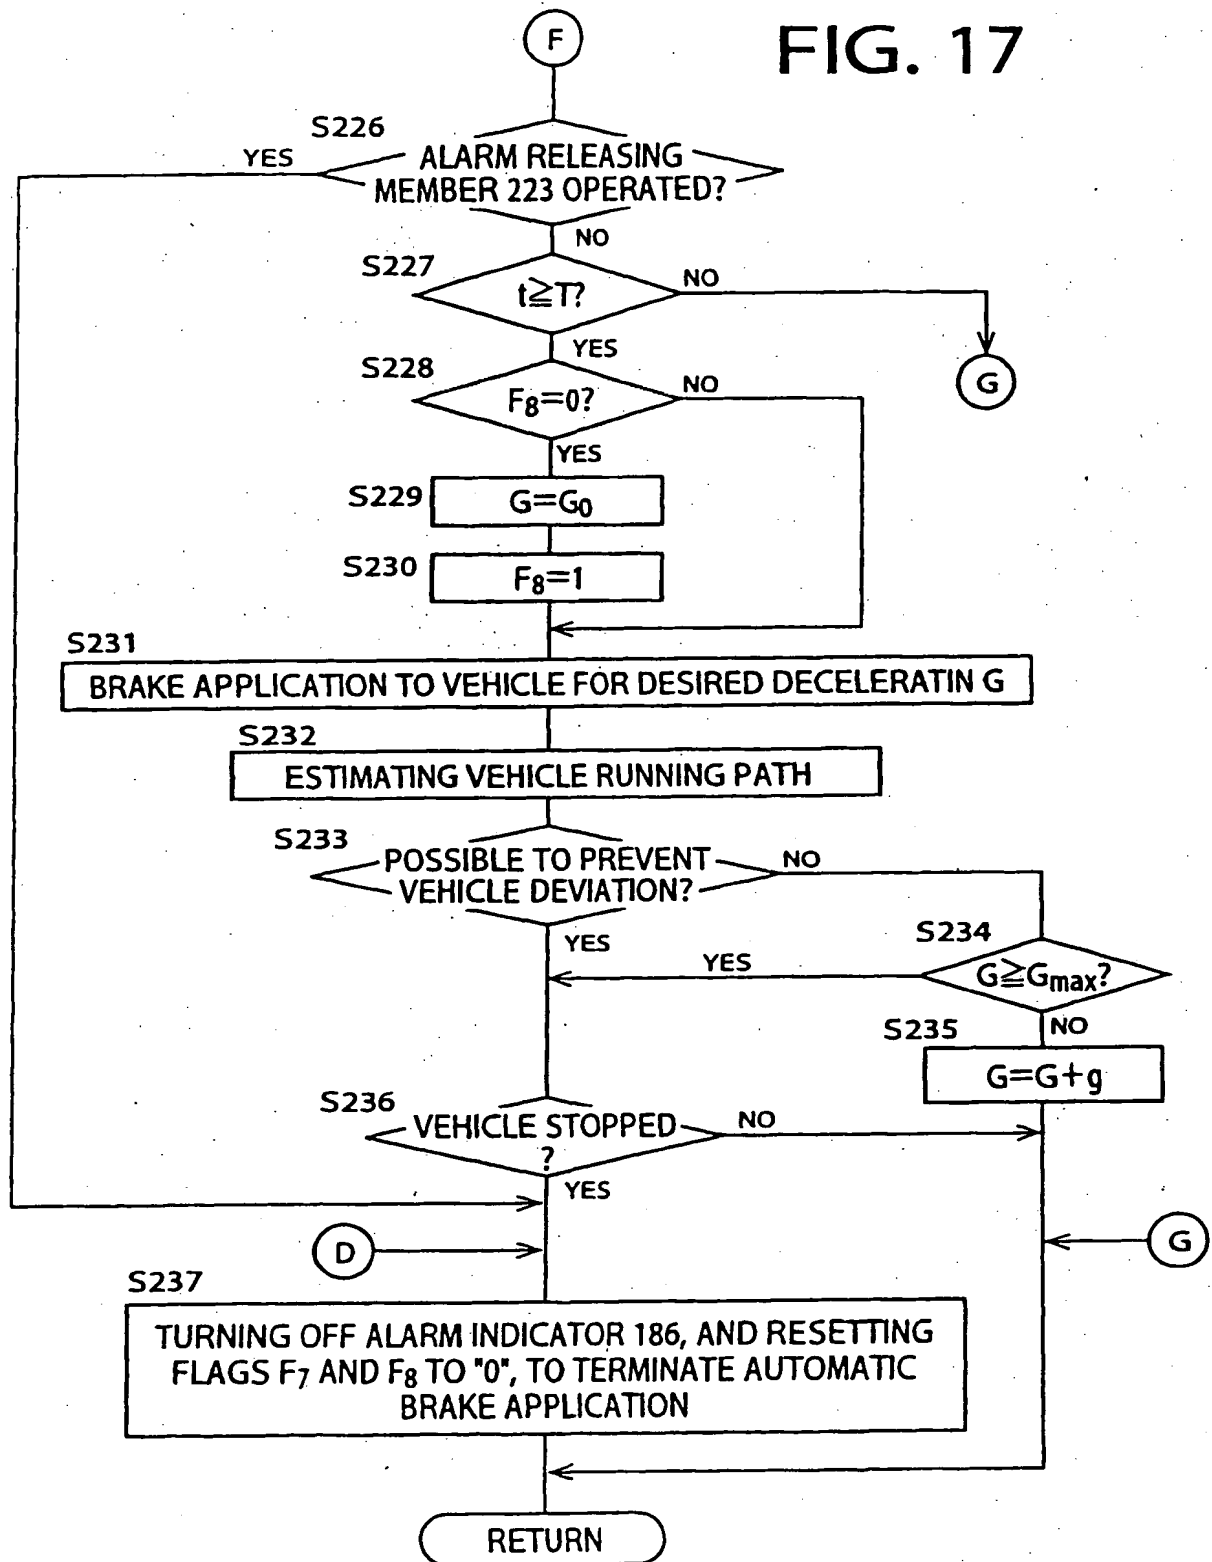 FIG. 17
F
S226
YES
ALARM RELEASING
MEMBER 223 OPERATED?
NO
S227
t≧T?
NO
YES
G
S228
F8=0?
NO
YES
S229
G=G0
S230
F8=1
S231
BRAKE APPLICATION TO VEHICLE FOR DESIRED DECELERATIN G
S232
ESTIMATING VEHICLE RUNNING PATH
S233
POSSIBLE TO PREVENT
VEHICLE DEVIATION?
NO
YES
S234
G≧Gmax?
YES
NO
S235
G=G+g
S236
VEHICLE STOPPED
?
NO
YES
D
G
S237
TURNING OFF ALARM INDICATOR 186, AND RESETTING
FLAGS F7 AND F8 TO "0", TO TERMINATE AUTOMATIC
BRAKE APPLICATION
RETURN